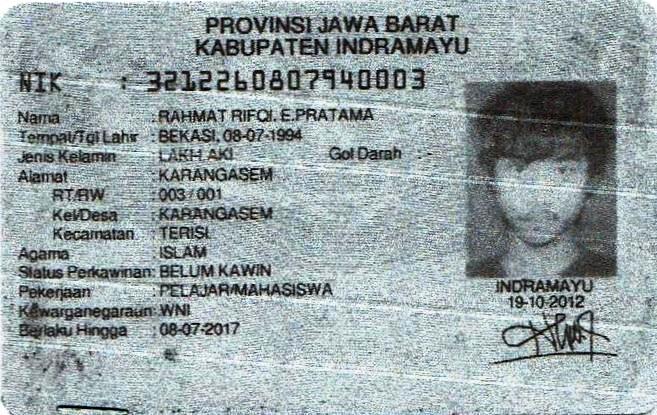 PROVINSI JAWA BARAT
KABUPATEN INDRAMAYU
NIK : 3212260807940003
Nama : RAHMAT RIFQI. E.PRATAMA
Tempat/Tgl Lahir : BEKASI, 08-07-1994
Jenis Kelamin : LAKI-LAKI Gol Darah : -
Alamat : KARANGASEM
RT/RW : 003 / 001
Kel/Desa : KARANGASEM
Kecamatan : TERISI
Agama : ISLAM
Status Perkawinan: BELUM KAWIN
Pekerjaan : PELAJAR/MAHASISWA
Kewarganegaraan: WNI
Berlaku Hingga : 08-07-2017
INDRAMAYU
19-10-2012